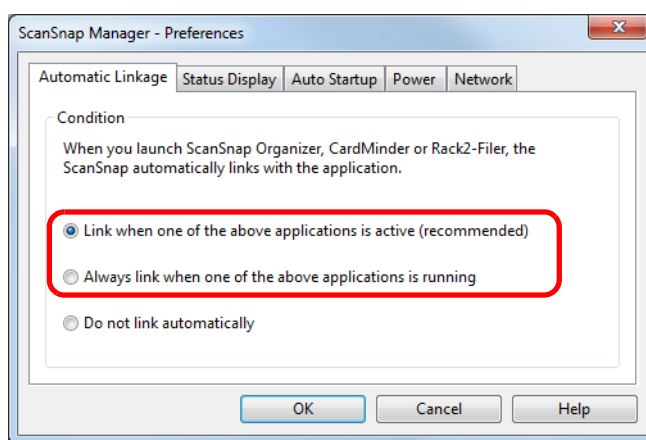 ScanSnap Manager - Preferences
Automatic Linkage Status Display Auto Startup Power Network
Condition
When you launch ScanSnap Organizer, CardMinder or Rack2-Filer, the
ScanSnap automatically links with the application.
Link when one of the above applications is active (recommended)
Always link when one of the above applications is running
Do not link automatically
OK Cancel Help